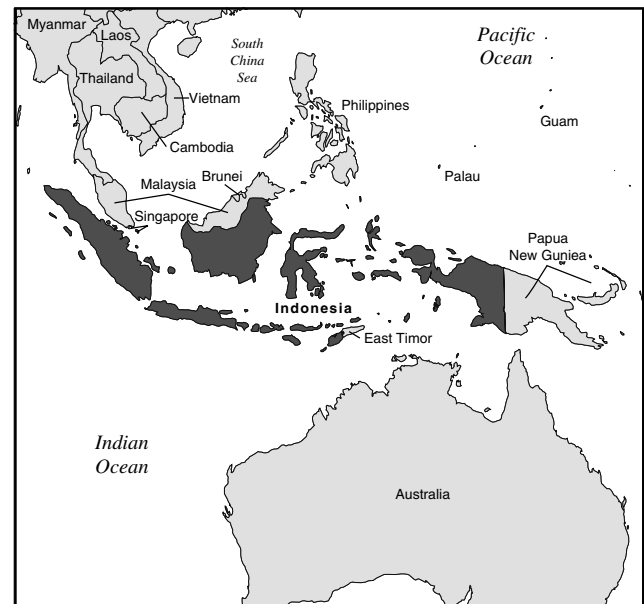 Myanmar
Laos
South
China
Sea
Pacific
Ocean
Thailand
Vietnam
Philippines
Guam
Cambodia
Brunei
Malaysia
Palau
Singapore
Papua
New Guniea
Indonesia
East Timor
Indian
Ocean
Australia